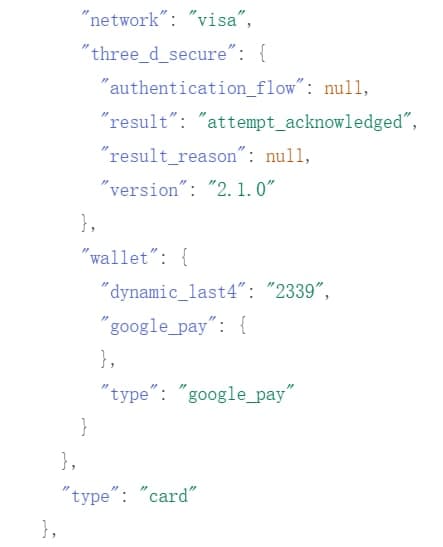 "network": "visa",
"three_d_secure": {
"authentication_flow": null,
"result": "attempt_acknowledged",
"result_reason": null,
"version": "2.1.0"
},
"wallet": {
"dynamic_last4": "2339",
"google_pay": {
},
"type": "google_pay"
}
},
"type": "card"
},